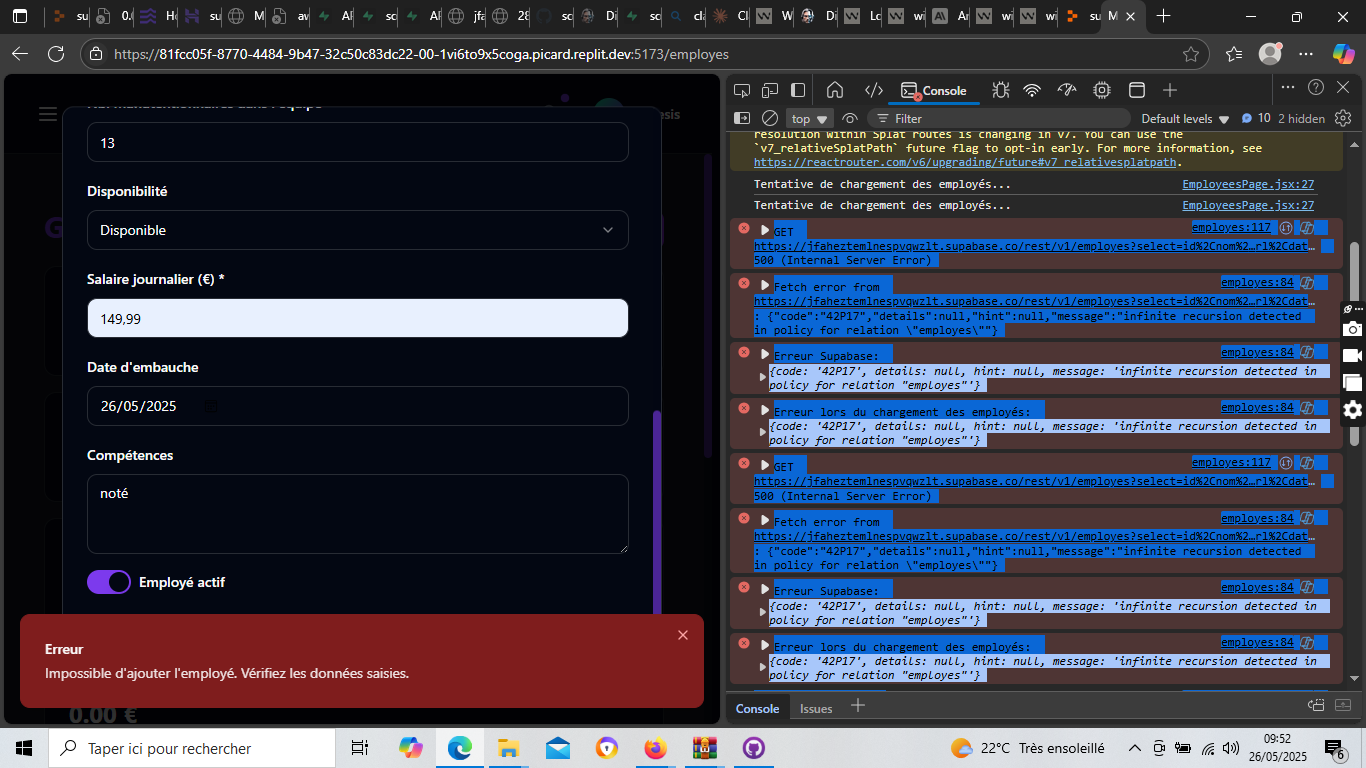 su
0.0
Ho
su
M
av
AI
sc
AI
jfa
28
sc
Di
sc
cla
Cl
W
Di
Lo
wi
Ar
wi
wi
su
M
https://81fcc05f-8770-4484-9b47-32c50c83dc22-00-1vi6to9x5coga.picard.replit.dev:5173/employes
13
Disponibilité
Disponible
Salaire journalier (€) *
149,99
Date d'embauche
26/05/2025
Compétences
noté
Employé actif
Erreur
Impossible d'ajouter l'employé. Vérifiez les données saisies.
0.00 €
Console
top
Filter
Default levels
10
2 hidden
resolution within Splat routes is changing in v7. You can use the
`v7_relativeSplatPath` future flag to opt-in early. For more information, see
https://reactrouter.com/v6/upgrading/future#v7_relativesplatpath.
Tentative de chargement des employés... EmployeesPage.jsx:27
Tentative de chargement des employés... EmployeesPage.jsx:27
GET employes:117
https://jfaheztemlnespvqwzlt.supabase.co/rest/v1/employes?select=id%2Cnom%2…rl%2Cdat…
500 (Internal Server Error)
Fetch error from employes:84
https://jfaheztemlnespvqwzlt.supabase.co/rest/v1/employes?select=id%2Cnom%2…rl%2Cdat…
: {"code":"42P17","details":null,"hint":null,"message":"infinite recursion detected
in policy for relation \"employes\""}
Erreur Supabase: employes:84
{code: '42P17', details: null, hint: null, message: 'infinite recursion detected in
policy for relation "employes"'}
Erreur lors du chargement des employés: employes:84
{code: '42P17', details: null, hint: null, message: 'infinite recursion detected in
policy for relation "employes"'}
GET employes:117
https://jfaheztemlnespvqwzlt.supabase.co/rest/v1/employes?select=id%2Cnom%2…rl%2Cdat…
500 (Internal Server Error)
Fetch error from employes:84
https://jfaheztemlnespvqwzlt.supabase.co/rest/v1/employes?select=id%2Cnom%2…rl%2Cdat…
: {"code":"42P17","details":null,"hint":null,"message":"infinite recursion detected
in policy for relation \"employes\""}
Erreur Supabase: employes:84
{code: '42P17', details: null, hint: null, message: 'infinite recursion detected in
policy for relation "employes"'}
Erreur lors du chargement des employés: employes:84
{code: '42P17', details: null, hint: null, message: 'infinite recursion detected in
policy for relation "employes"'}
Console
Issues
Taper ici pour rechercher
22°C Très ensoleillé
09:52
26/05/2025
6